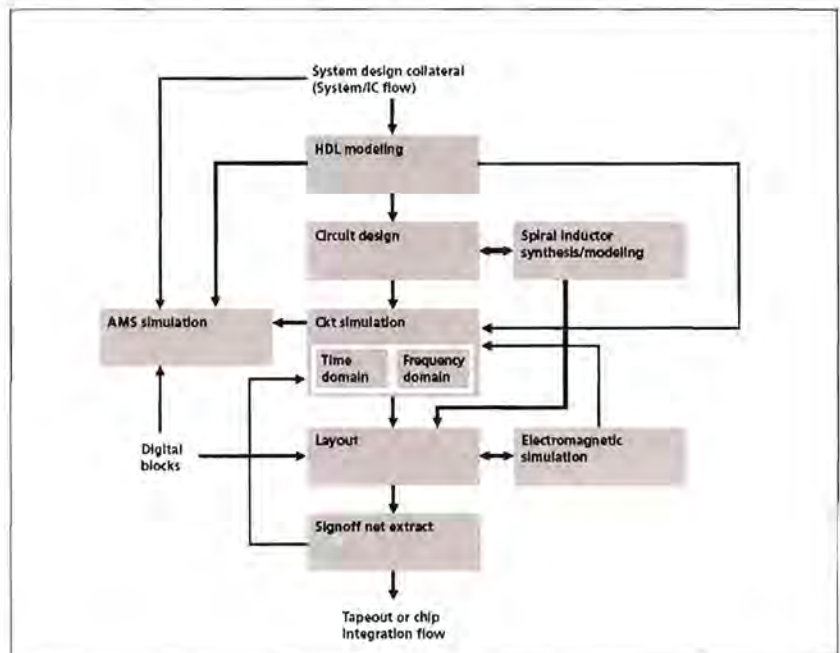 System design collateral
(System/IC flow)
HDL modeling
Circuit design
Spiral inductor
synthesis/modeling
AMS simulation
Ckt simulation
Time
domain
Frequency
domain
Digital
blocks
Layout
Electromagnetic
simulation
Signoff net extract
Tapeout or chip
integration flow